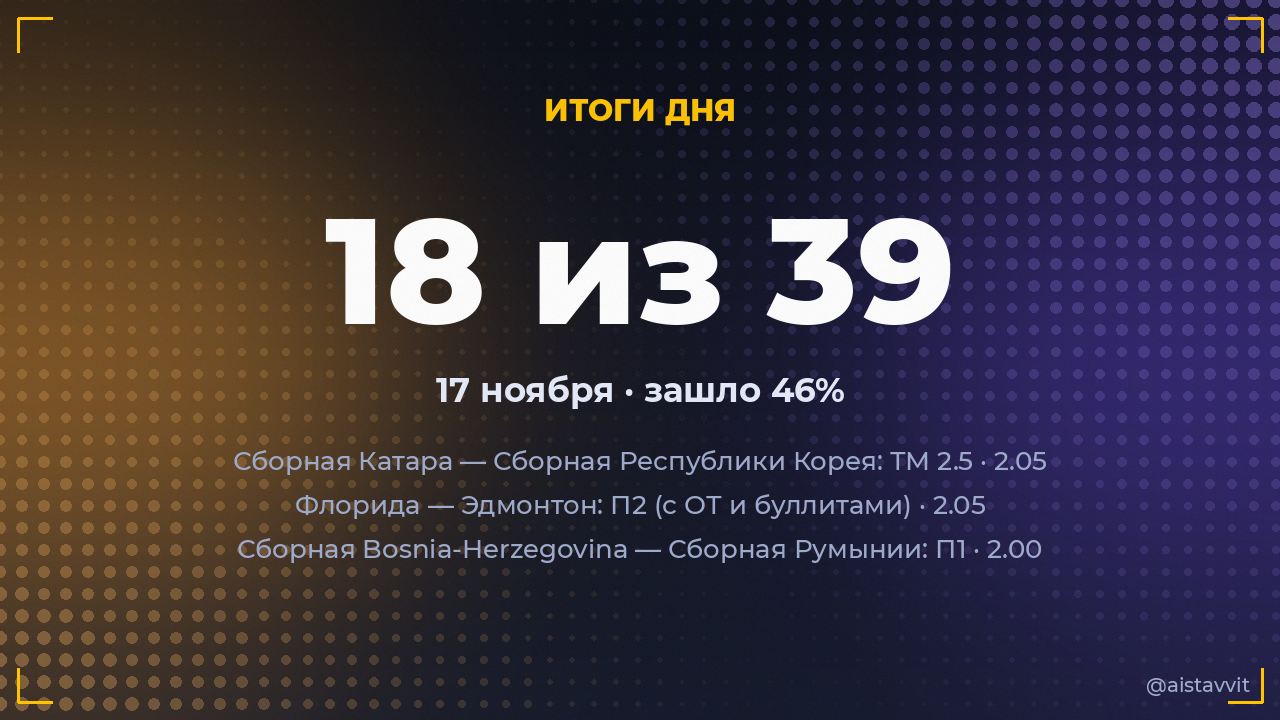 ИТОГИ ДНЯ
18 из 39
17 ноября · зашло 46%
Сборная Катара — Сборная Республики Корея: ТМ 2.5 · 2.05
Флорида — Эдмонтон: П2 (с ОТ и буллитами) · 2.05
Сборная Bosnia-Herzegovina — Сборная Румынии: П1 · 2.00
@aistavvit